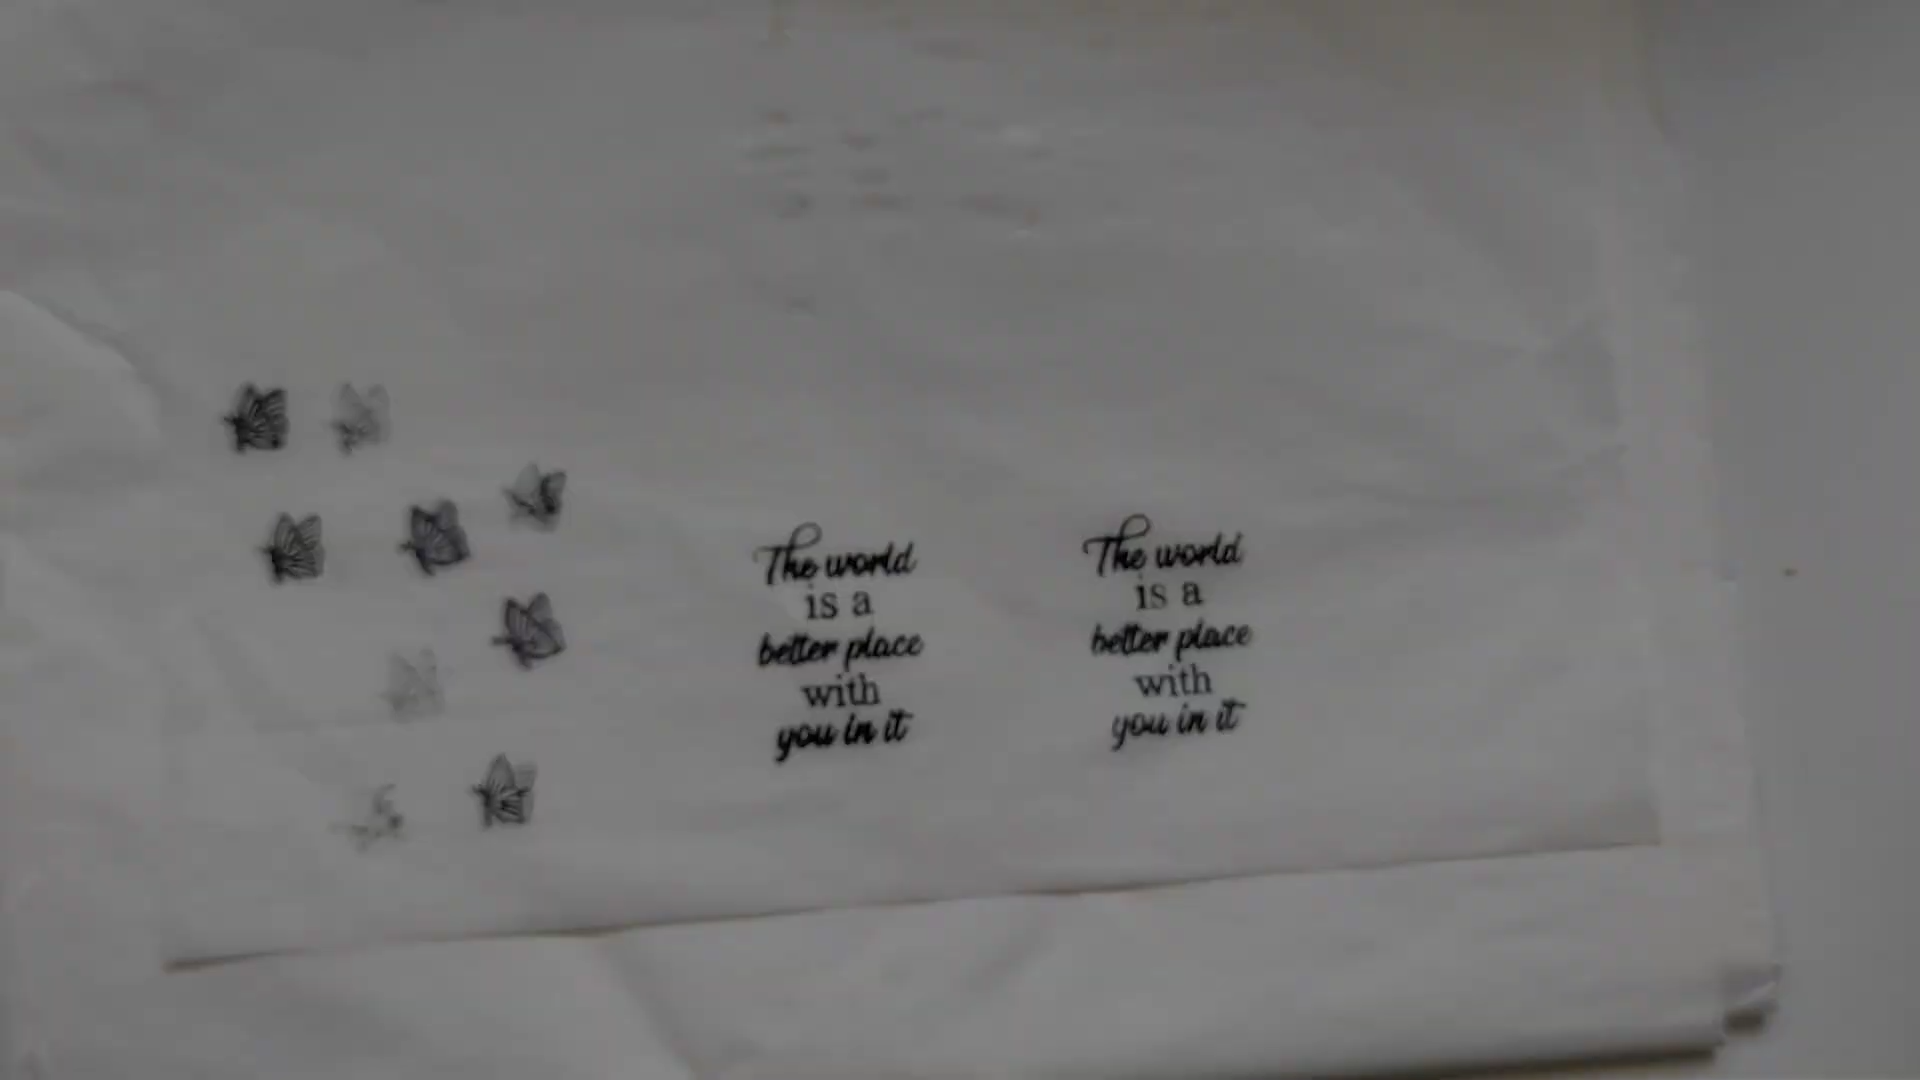 The world
is a
better place
with
you in it
The world
is a
better place
with
you in it